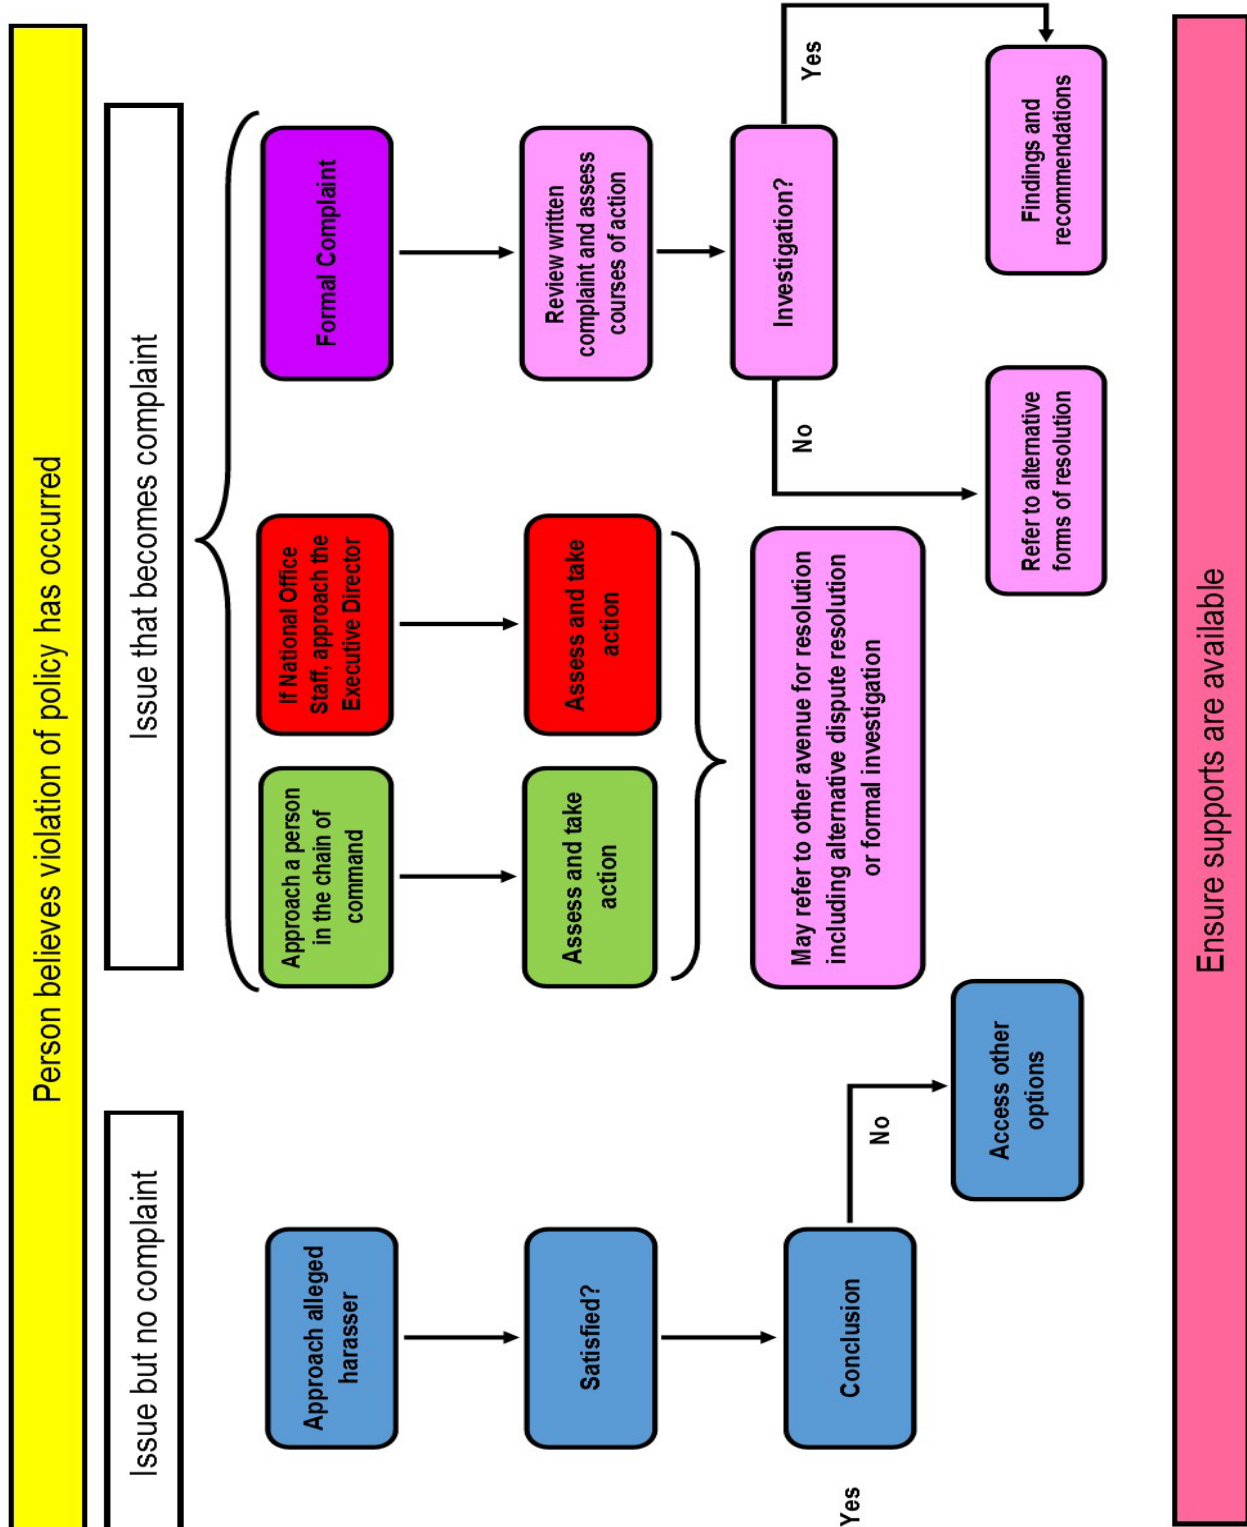 Person believes violation of policy has occurred
Issue but no complaint
Issue that becomes complaint
Approach alleged
harasser
Satisfied?
Conclusion
Yes
No
Access other
options
Approach a person
in the chain of
command
Assess and take
action
If National Office
Staff, approach the
Executive Director
Assess and take
action
May refer to other avenue for resolution
including alternative dispute resolution
or formal investigation
Formal Complaint
Review written
complaint and assess
courses of action
Investigation?
No
Yes
Refer to alternative
forms of resolution
Findings and
recommendations
Ensure supports are available